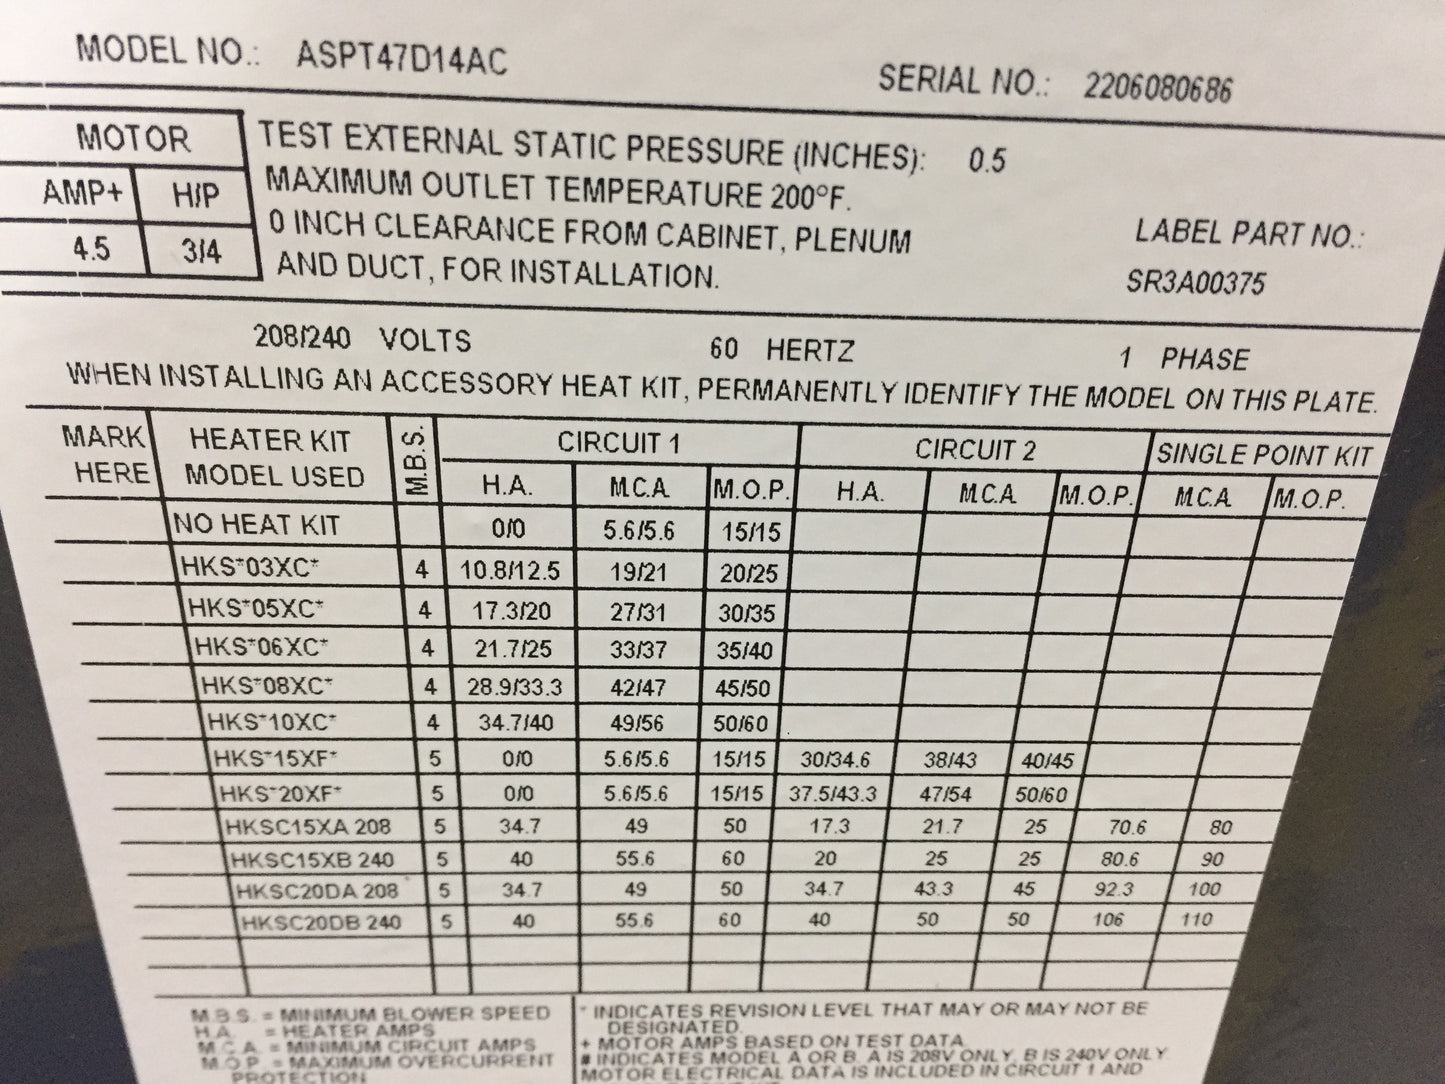 MODEL NO.: ASPT47D14AC
SERIAL NO.: 2206080686
MOTOR
AMP+ H/P
4.5 3/4
TEST EXTERNAL STATIC PRESSURE (INCHES): 0.5
MAXIMUM OUTLET TEMPERATURE 200°F.
0 INCH CLEARANCE FROM CABINET, PLENUM
AND DUCT, FOR INSTALLATION.
LABEL PART NO.:
SR3A00375
208/240 VOLTS 60 HERTZ 1 PHASE
WHEN INSTALLING AN ACCESSORY HEAT KIT, PERMANENTLY IDENTIFY THE MODEL ON THIS PLATE.
MARK HERE
HEATER KIT MODEL USED
M.B.S.
CIRCUIT 1 CIRCUIT 2 SINGLE POINT KIT
H.A. M.C.A. M.O.P. H.A. M.C.A. M.O.P. M.C.A. M.O.P.
NO HEAT KIT 0/0 5.6/5.6 15/15
HKS*03XC* 4 10.8/12.5 19/21 20/25
HKS*05XC* 4 17.3/20 27/31 30/35
HKS*06XC* 4 21.7/25 33/37 35/40
HKS*08XC* 4 28.9/33.3 42/47 45/50
HKS*10XC* 4 34.7/40 49/56 50/60
HKS*15XF* 5 0/0 5.6/5.6 15/15 30/34.6 38/43 40/45
HKS*20XF* 5 0/0 5.6/5.6 15/15 37.5/43.3 47/54 50/60
HKSC15XA 208 5 34.7 49 50 17.3 21.7 25 70.6 80
HKSC15XB 240 5 40 55.6 60 20 25 25 80.6 90
HKSC20DA 208 5 34.7 49 50 34.7 43.3 45 92.3 100
HKSC20DB 240 5 40 55.6 60 40 50 50 106 110
M.B.S. = MINIMUM BLOWER SPEED
H.A. = HEATER AMPS
M.C.A. = MINIMUM CIRCUIT AMPS
M.O.P. = MAXIMUM OVERCURRENT
PROTECTION
* INDICATES REVISION LEVEL THAT MAY OR MAY NOT BE
DESIGNATED.
+ MOTOR AMPS BASED ON TEST DATA.
# INDICATES MODEL A OR B. A IS 208V ONLY, B IS 240V ONLY
MOTOR ELECTRICAL DATA IS INCLUDED IN CIRCUIT 1 AND